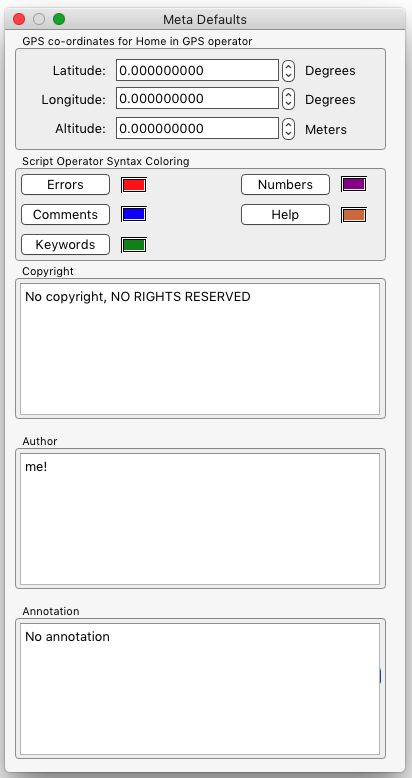 Meta Defaults
GPS co-ordinates for Home in GPS operator
Latitude: 0.000000000 Degrees
Longitude: 0.000000000 Degrees
Altitude: 0.000000000 Meters
Script Operator Syntax Coloring
Errors Numbers
Comments Help
Keywords
Copyright
No copyright, NO RIGHTS RESERVED
Author
me!
Annotation
No annotation